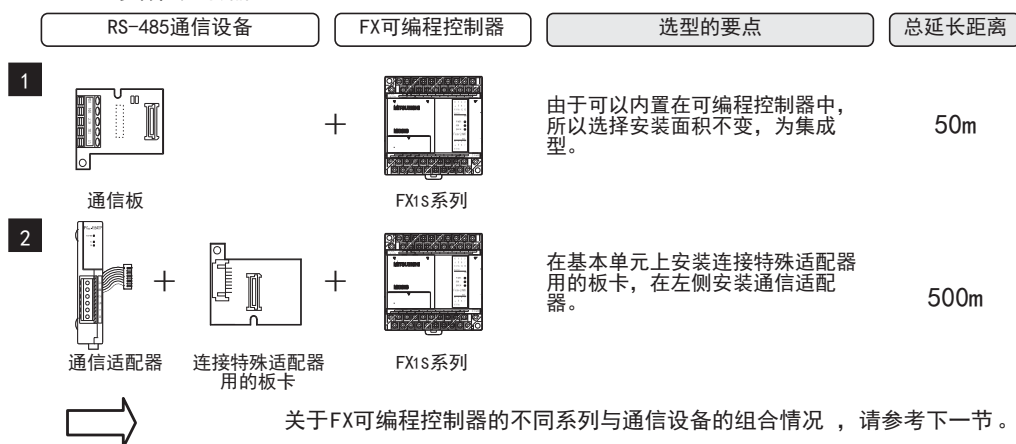 RS-485通信设备
FX可编程控制器
选型的要点
总延长距离
1
+
由于可以内置在可编程控制器中，
所以选择安装面积不变，为集成
型。
50m
通信板
FX1S系列
2
+
+
在基本单元上安装连接特殊适配器
用的板卡，在左侧安装通信适配
器。
500m
通信适配器
连接特殊适配器
用的板卡
FX1S系列
关于FX可编程控制器的不同系列与通信设备的组合情况 ，请参考下一节。